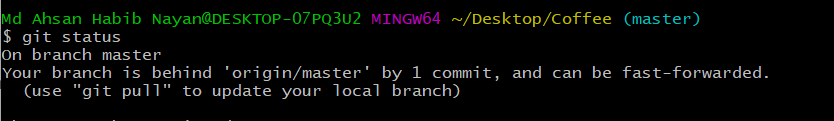 Md Ahsan Habib Nayan@DESKTOP-07PQ3U2 MINGW64 ~/Desktop/Coffee (master)
$ git status
On branch master
Your branch is behind 'origin/master' by 1 commit, and can be fast-forwarded.
  (use "git pull" to update your local branch)